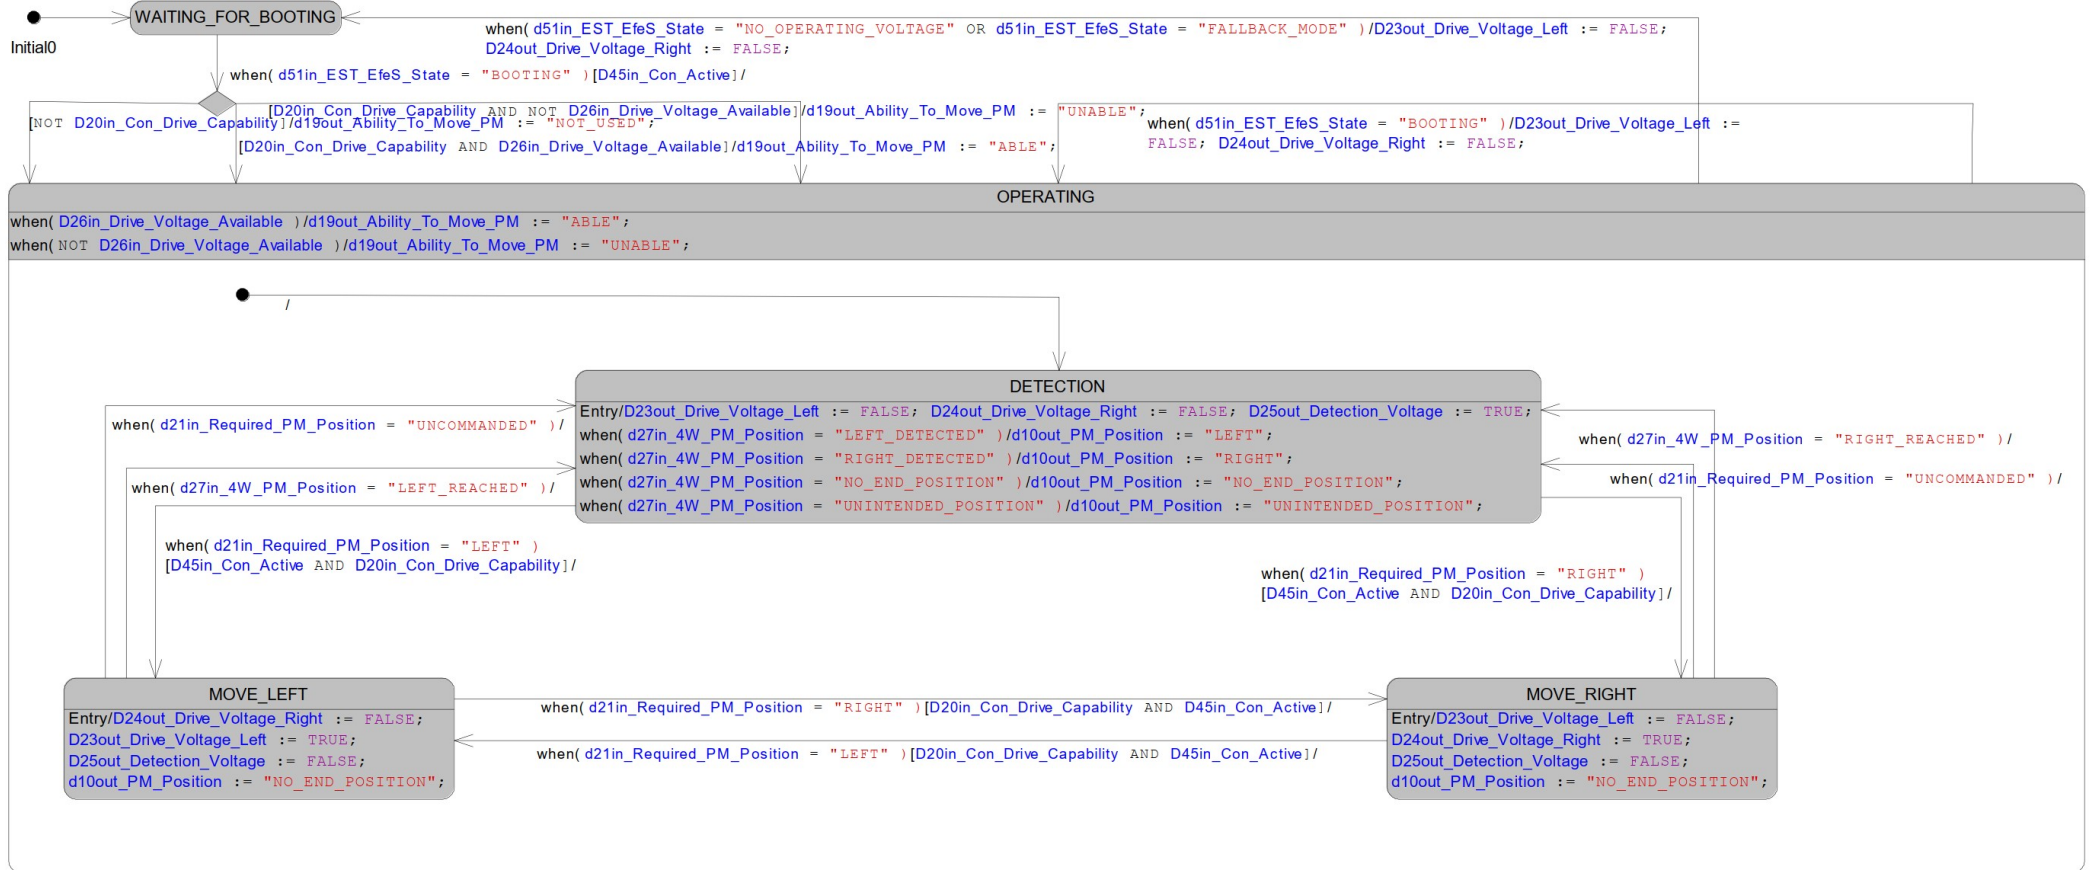 WAITING_FOR_BOOTING
Initial0
when( d51in_EST_EfeS_State = "NO_OPERATING_VOLTAGE" OR d51in_EST_EfeS_State = "FALLBACK_MODE" )/D23out_Drive_Voltage_Left := FALSE;
D24out_Drive_Voltage_Right := FALSE;
when( d51in_EST_EfeS_State = "BOOTING" )[D45in_Con_Active]/
[D20in_Con_Drive_Capability AND NOT D26in_Drive_Voltage_Available]/d19out_Ability_To_Move_PM := "UNABLE";
[NOT D20in_Con_Drive_Capability]/d19out_Ability_To_Move_PM := "NOT_USED";
[D20in_Con_Drive_Capability AND D26in_Drive_Voltage_Available]/d19out_Ability_To_Move_PM := "ABLE";
when( d51in_EST_EfeS_State = "BOOTING" )/D23out_Drive_Voltage_Left :=
FALSE; D24out_Drive_Voltage_Right := FALSE;
OPERATING
when( D26in_Drive_Voltage_Available )/d19out_Ability_To_Move_PM := "ABLE";
when( NOT D26in_Drive_Voltage_Available )/d19out_Ability_To_Move_PM := "UNABLE";
/
DETECTION
Entry/D23out_Drive_Voltage_Left := FALSE; D24out_Drive_Voltage_Right := FALSE; D25out_Detection_Voltage := TRUE;
when( d27in_4W_PM_Position = "LEFT_DETECTED" )/d10out_PM_Position := "LEFT";
when( d27in_4W_PM_Position = "RIGHT_DETECTED" )/d10out_PM_Position := "RIGHT";
when( d27in_4W_PM_Position = "NO_END_POSITION" )/d10out_PM_Position := "NO_END_POSITION";
when( d27in_4W_PM_Position = "UNINTENDED_POSITION" )/d10out_PM_Position := "UNINTENDED_POSITION";
when( d21in_Required_PM_Position = "UNCOMMANDED" )/
when( d27in_4W_PM_Position = "LEFT_REACHED" )/
when( d27in_4W_PM_Position = "RIGHT_REACHED" )/
when( d21in_Required_PM_Position = "UNCOMMANDED" )/
when( d21in_Required_PM_Position = "LEFT" )
[D45in_Con_Active AND D20in_Con_Drive_Capability]/
when( d21in_Required_PM_Position = "RIGHT" )
[D45in_Con_Active AND D20in_Con_Drive_Capability]/
MOVE_LEFT
Entry/D24out_Drive_Voltage_Right := FALSE;
D23out_Drive_Voltage_Left := TRUE;
D25out_Detection_Voltage := FALSE;
d10out_PM_Position := "NO_END_POSITION";
when( d21in_Required_PM_Position = "RIGHT" )[D20in_Con_Drive_Capability AND D45in_Con_Active]/
when( d21in_Required_PM_Position = "LEFT" )[D20in_Con_Drive_Capability AND D45in_Con_Active]/
MOVE_RIGHT
Entry/D23out_Drive_Voltage_Left := FALSE;
D24out_Drive_Voltage_Right := TRUE;
D25out_Detection_Voltage := FALSE;
d10out_PM_Position := "NO_END_POSITION";